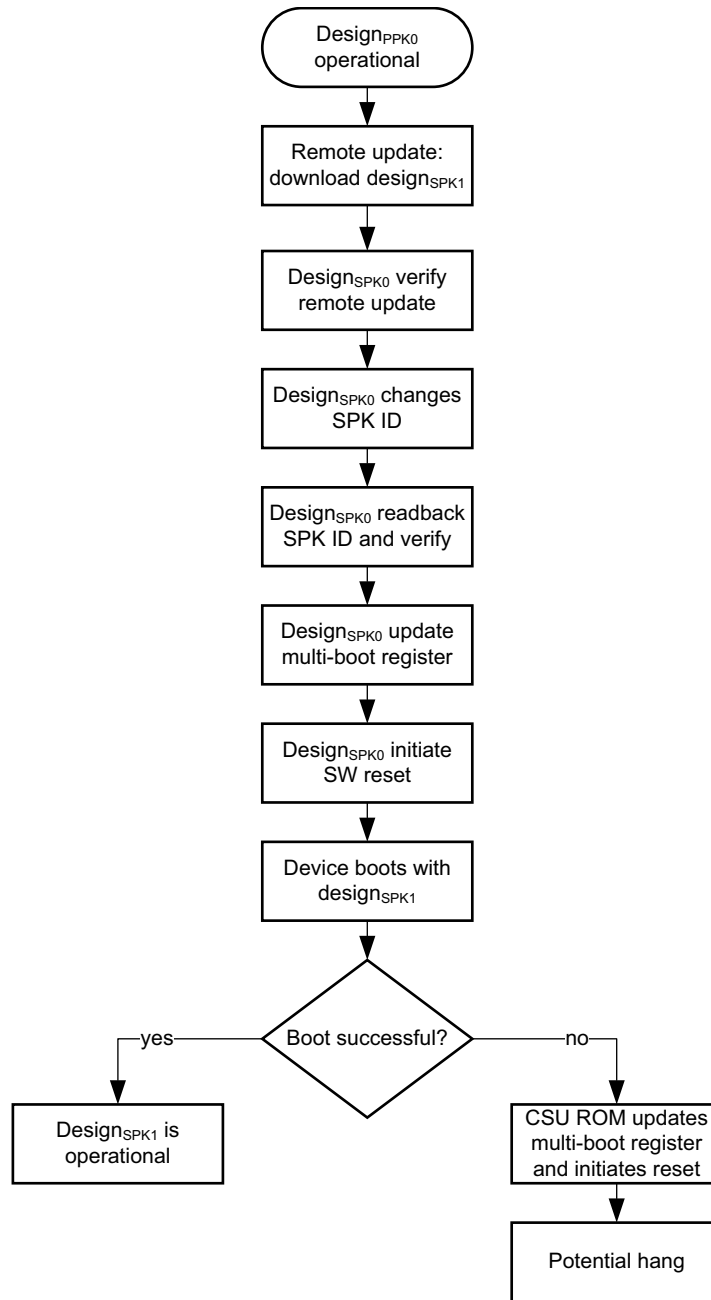 Design_PPK0
operational
Remote update:
download design_SPK1
Design_SPK0 verify
remote update
Design_SPK0 changes
SPK ID
Design_SPK0 readback
SPK ID and verify
Design_SPK0 update
multi-boot register
Design_SPK0 initiate
SW reset
Device boots with
design_SPK1
Boot successful?
yes
no
Design_SPK1 is
operational
CSU ROM updates
multi-boot register
and initiates reset
Potential hang